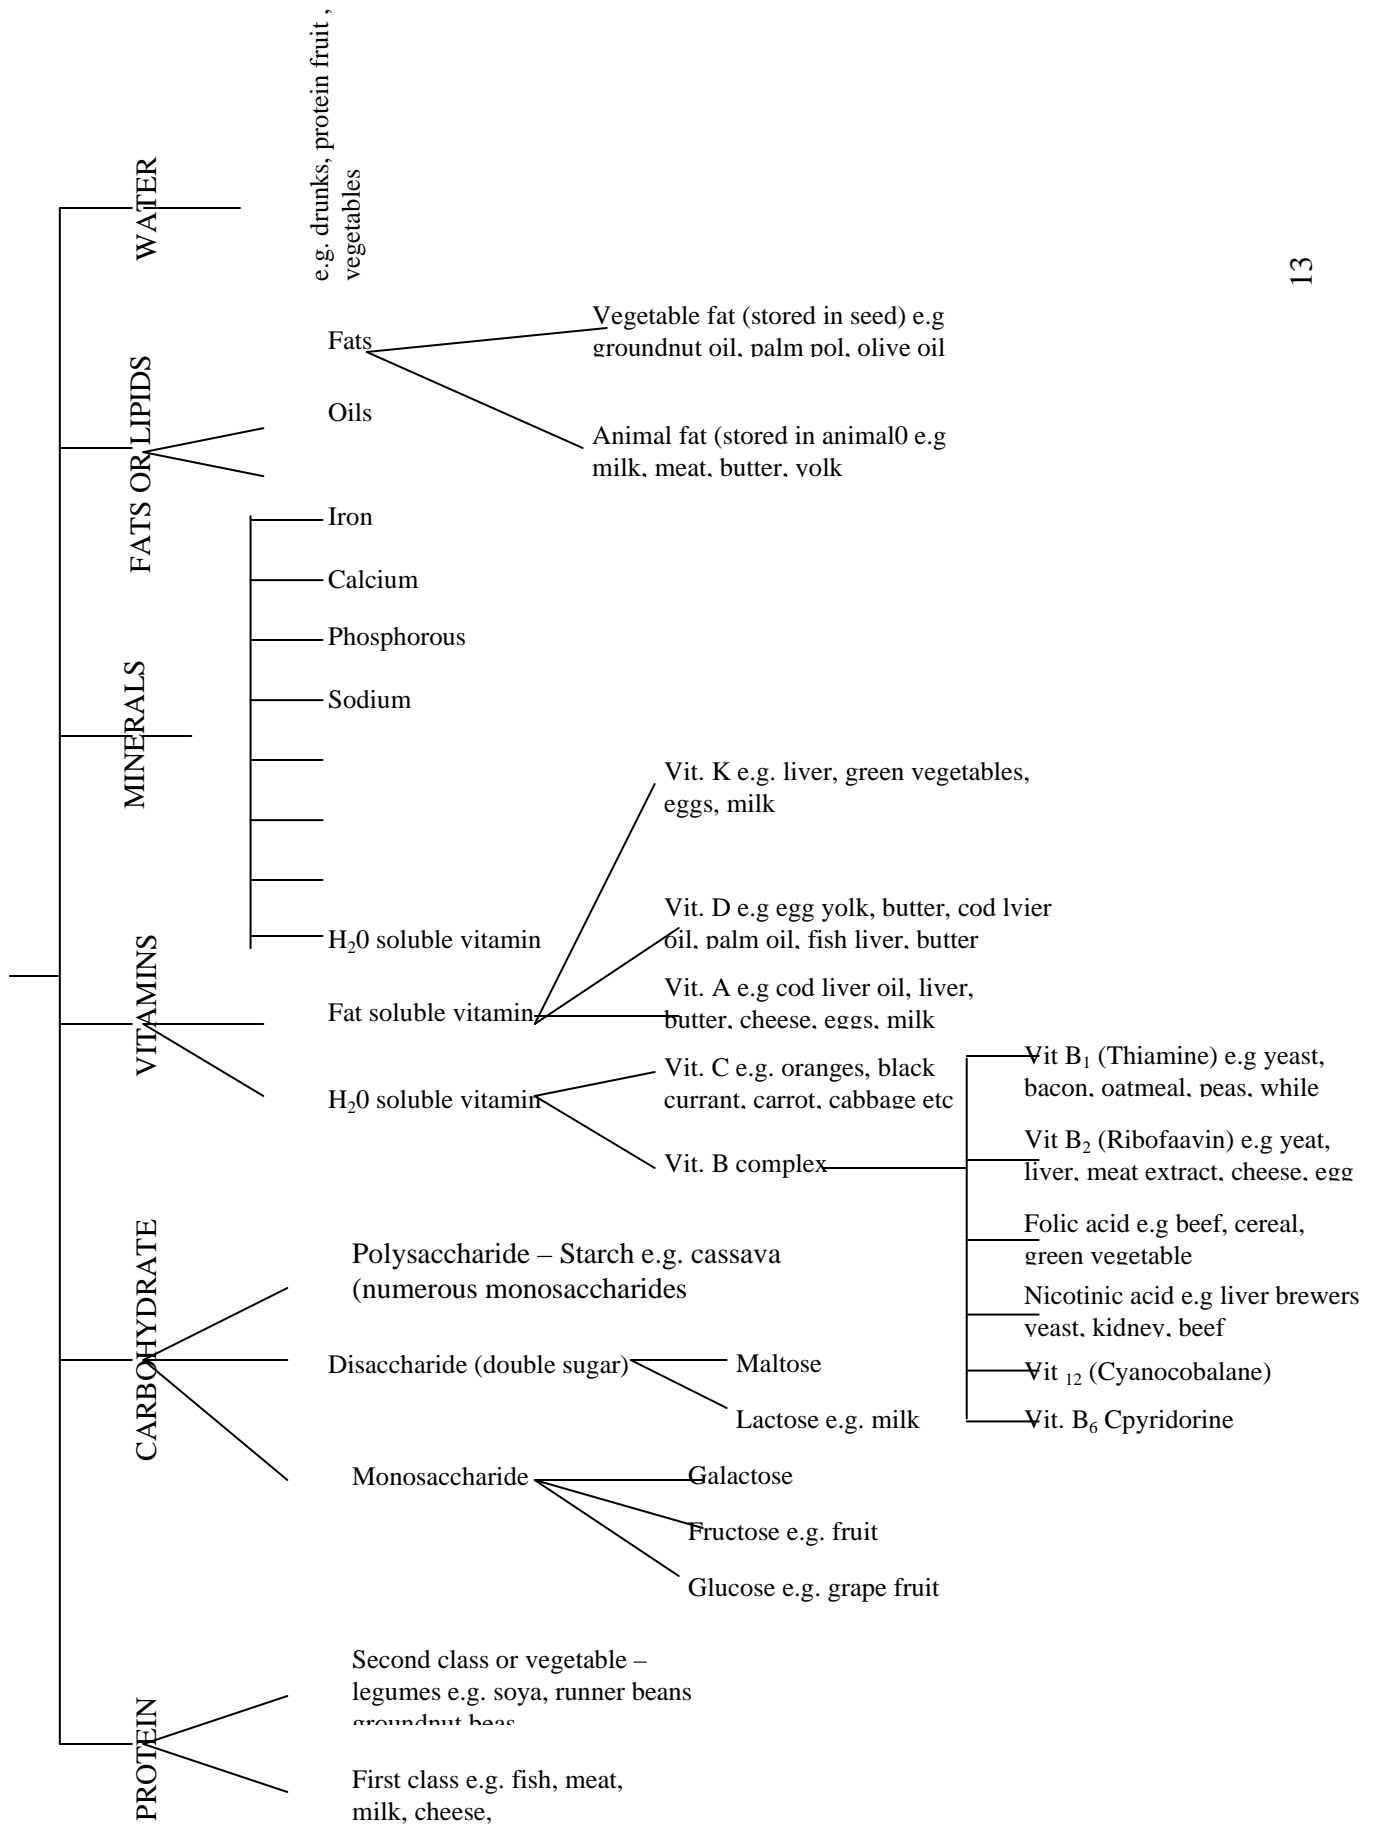 WATER
e.g. drunks, protein fruit ,
vegetables
13
FATS OR LIPIDS
Fats
Vegetable fat (stored in seed) e.g
groundnut oil, palm pol, olive oil
Oils
Animal fat (stored in animal0 e.g
milk, meat, butter, yolk
MINERALS
Iron
Calcium
Phosphorous
Sodium
H₂0 soluble vitamin
VITAMINS
Vit. K e.g. liver, green vegetables,
eggs, milk
Vit. D e.g egg yolk, butter, cod lvier
oil, palm oil, fish liver, butter
Fat soluble vitamin
Vit. A e.g cod liver oil, liver,
butter, cheese, eggs, milk
H₂0 soluble vitamin
Vit. C e.g. oranges, black
currant, carrot, cabbage etc
Vit. B complex
Vit B₁ (Thiamine) e.g yeast,
bacon, oatmeal, peas, while
Vit B₂ (Ribofaavin) e.g yeat,
liver, meat extract, cheese, egg
Folic acid e.g beef, cereal,
green vegetable
Nicotinic acid e.g liver brewers
yeast, kidney, beef
Vit ₁₂ (Cyanocobalane)
Vit. B₆ Cpyridorine
CARBOHYDRATE
Polysaccharide – Starch e.g. cassava
(numerous monosaccharides
Disaccharide (double sugar)
Maltose
Lactose e.g. milk
Monosaccharide
Galactose
Fructose e.g. fruit
Glucose e.g. grape fruit
PROTEIN
Second class or vegetable –
legumes e.g. soya, runner beans
groundnut beas
First class e.g. fish, meat,
milk, cheese,